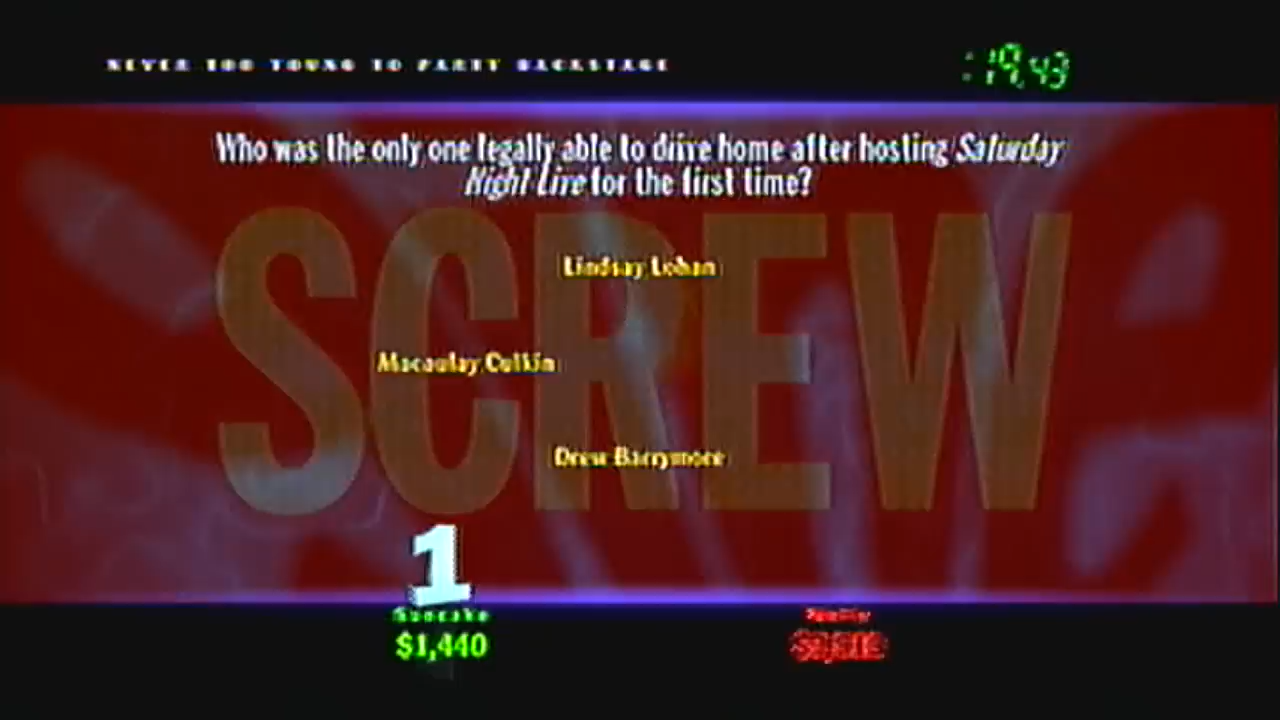 NEVER TOO YOUNG TO PARTY BACKSTAGE
:19.43
Who was the only one legally able to drive home after hosting Saturday
Night Live for the first time?
SCREW
Lindsay Lohan
Macaulay Culkin
Drew Barrymore
1
$1,440